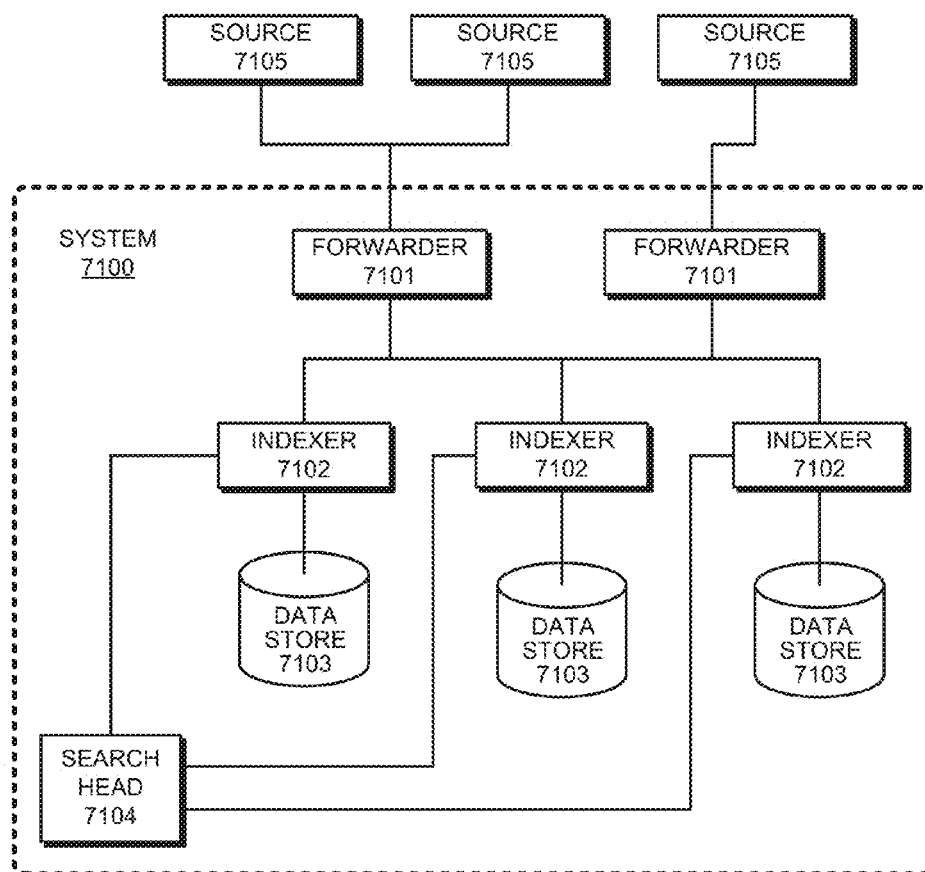 SOURCE
7105
SOURCE
7105
SOURCE
7105
SYSTEM
7100
FORWARDER
7101
FORWARDER
7101
INDEXER
7102
INDEXER
7102
INDEXER
7102
DATA
STORE
7103
DATA
STORE
7103
DATA
STORE
7103
SEARCH
HEAD
7104